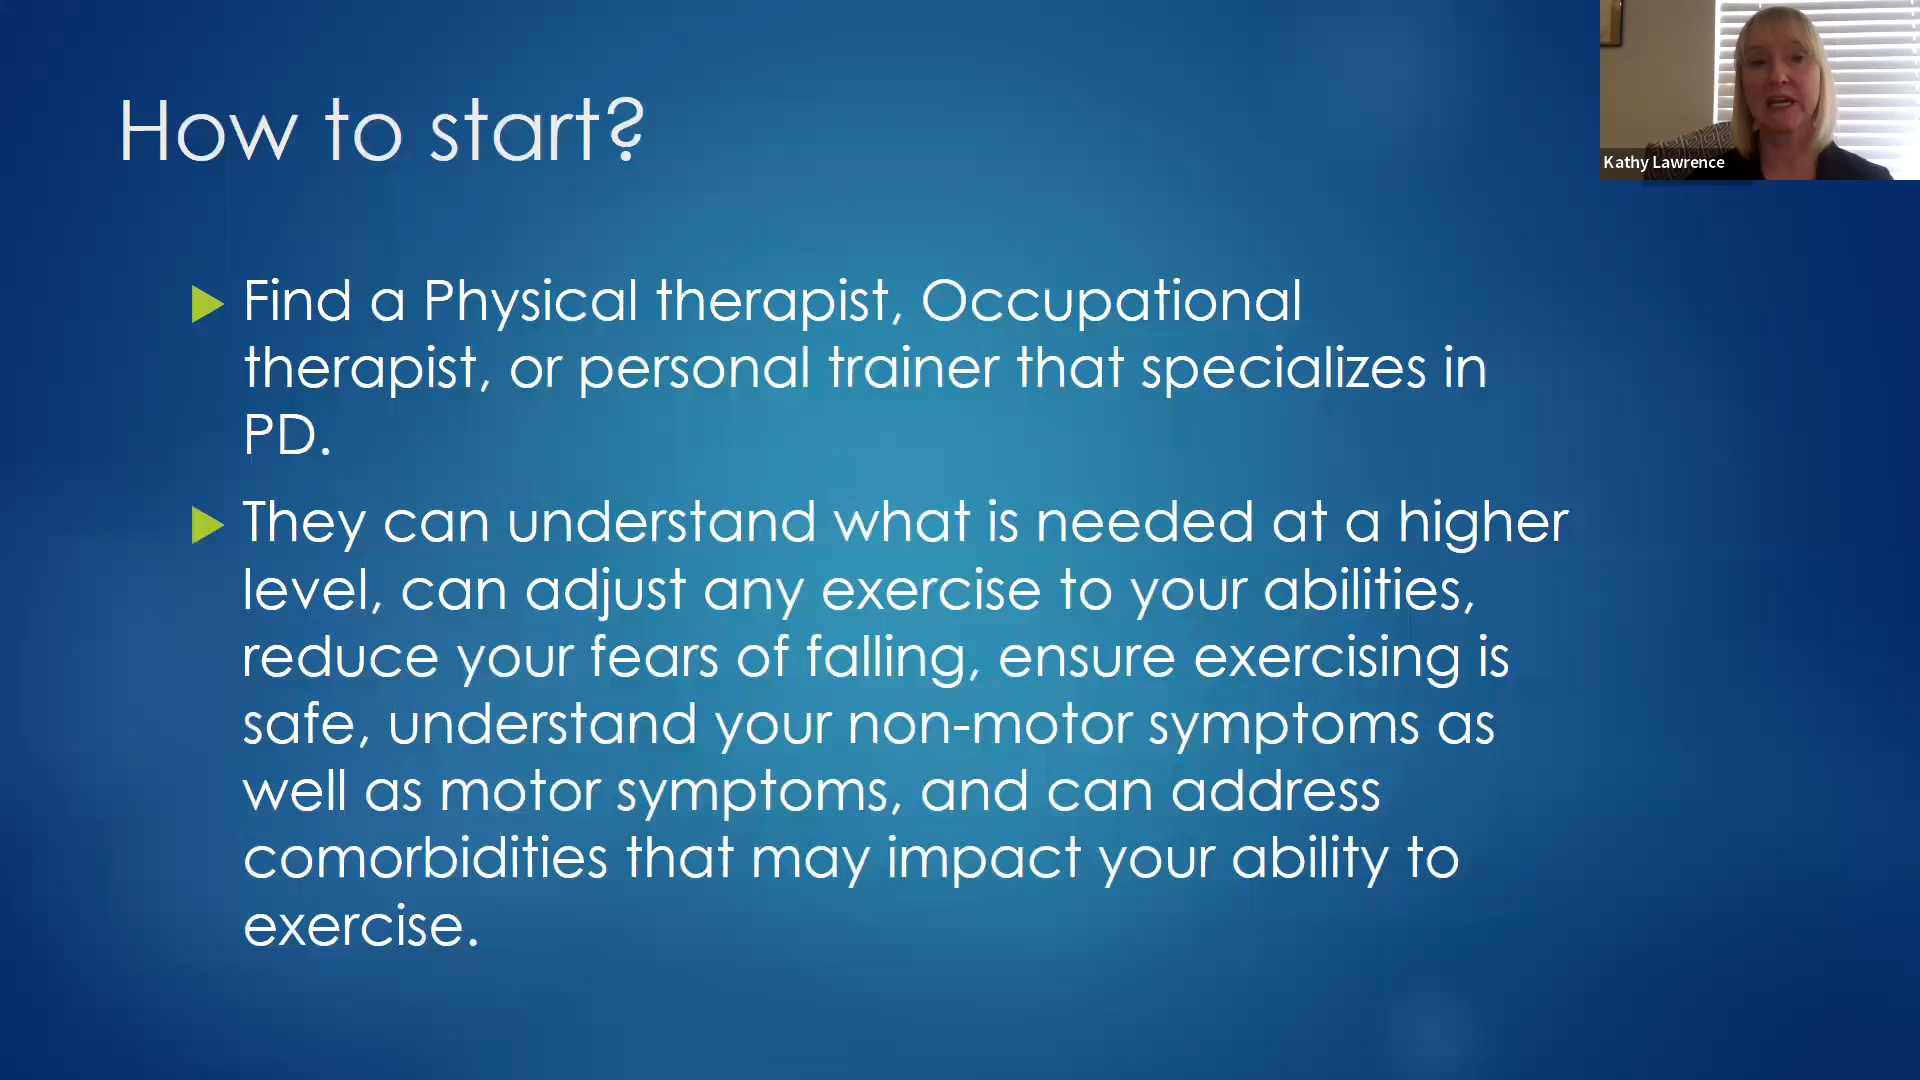 How to start?
Kathy Lawrence
Find a Physical therapist, Occupational
therapist, or personal trainer that specializes in
PD.
They can understand what is needed at a higher
level, can adjust any exercise to your abilities,
reduce your fears of falling, ensure exercising is
safe, understand your non-motor symptoms as
well as motor symptoms, and can address
comorbidities that may impact your ability to
exercise.